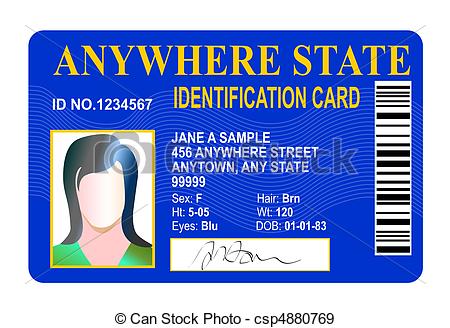 ANYWHERE STATE
ID NO.1234567
IDENTIFICATION CARD
JANE A SAMPLE
456 ANYWHERE STREET
ANYTOWN, ANY STATE
99999
Sex: F Hair: Brn
Ht: 5-05 Wt: 120
Eyes: Blu DOB: 01-01-83
© Can Stock Photo - csp4880769